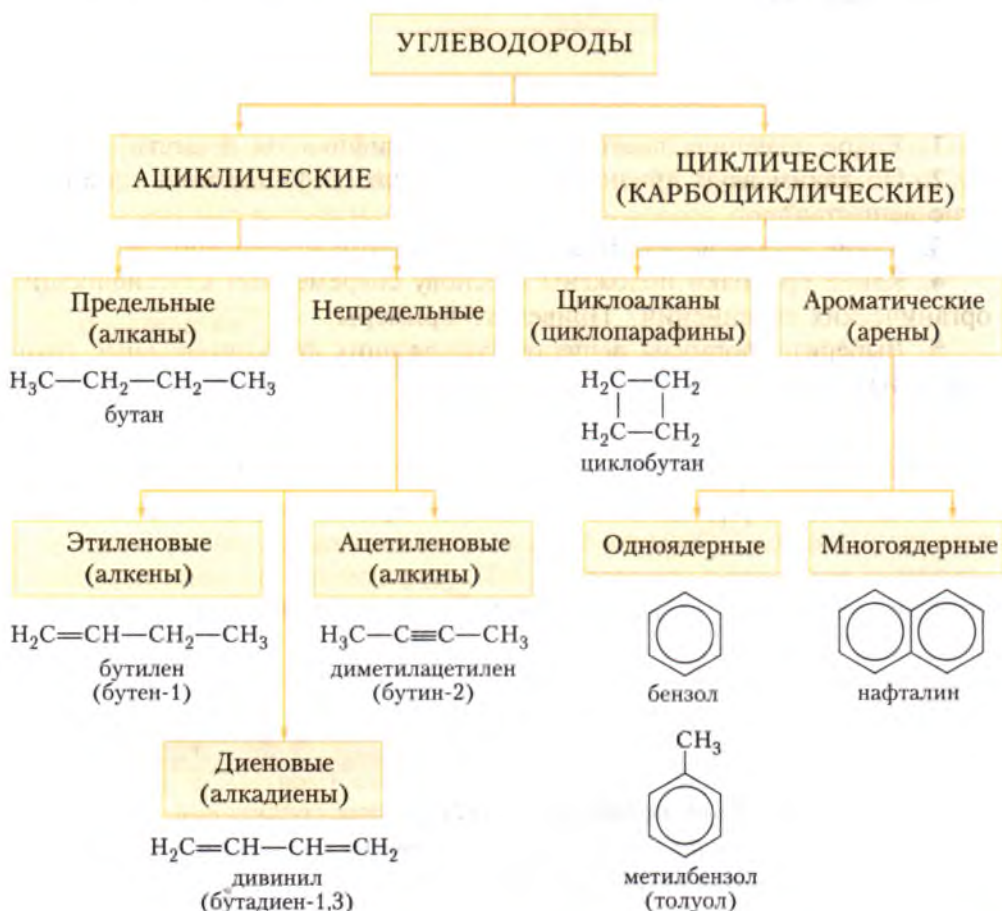 УГЛЕВОДОРОДЫ
АЦИКЛИЧЕСКИЕ
ЦИКЛИЧЕСКИЕ
(КАРБОЦИКЛИЧЕСКИЕ)
Предельные
(алканы)
Непредельные
Циклоалканы
(циклопарафины)
Ароматические
(арены)
H₃C—CH₂—CH₂—CH₃
бутан
H₂C—CH₂
H₂C—CH₂
циклобутан
Этиленовые
(алкены)
Ацетиленовые
(алкины)
Одноядерные
Многоядерные
H₂C=CH—CH₂—CH₃
бутилен
(бутен-1)
H₃C—C≡C—CH₃
диметилацетилен
(бутин-2)
бензол
нафталин
Диеновые
(алкадиены)
H₂C=CH—CH=CH₂
дивинил
(бутадиен-1,3)
CH₃
метилбензол
(толуол)